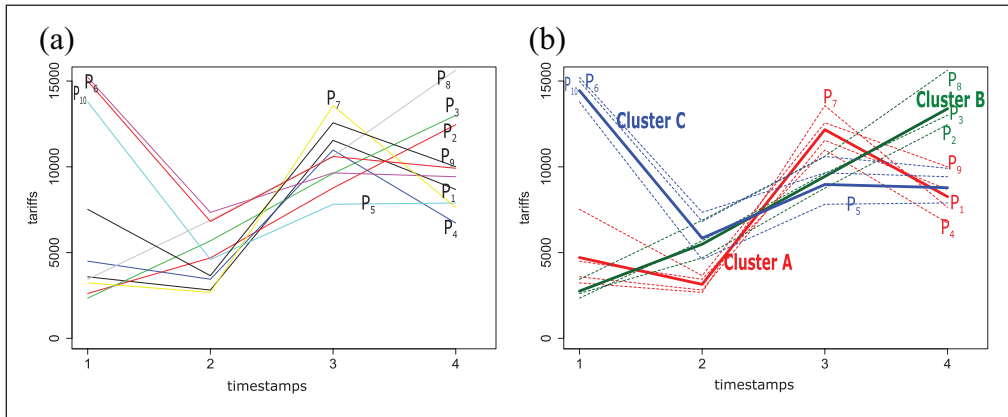 (a)
15000
10000
5000
0
tariffs
1
2
3
4
timestamps
P10
P6
P7
P8
P3
P2
P9
P1
P5
P4
(b)
15000
10000
5000
0
tariffs
1
2
3
4
timestamps
P10
P6
Cluster C
P7
P8
Cluster B
P3
P2
P9
P5
P1
P4
Cluster A